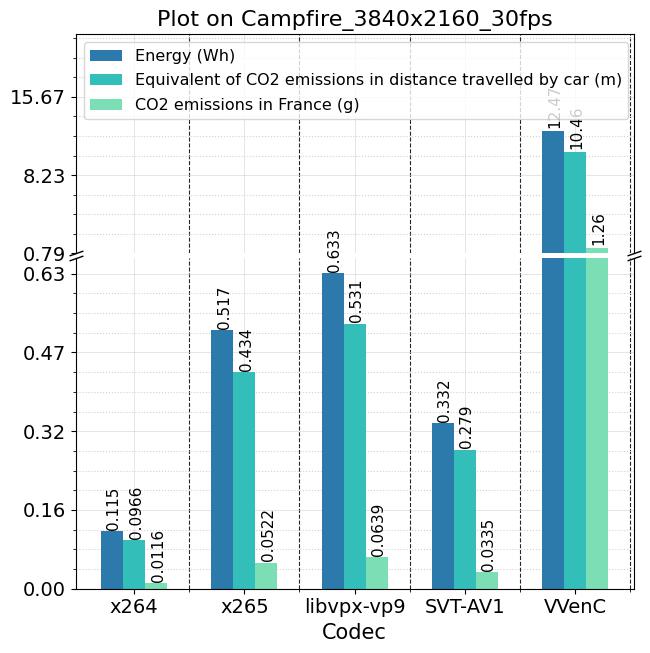 Plot on Campfire_3840x2160_30fps
Energy (Wh)
Equivalent of CO2 emissions in distance travelled by car (m)
CO2 emissions in France (g)
15.67
8.23
0.79
0.63
0.47
0.32
0.16
0.00
0.115
0.0966
0.0116
0.517
0.434
0.0522
0.633
0.531
0.0639
0.332
0.279
0.0335
12.47
10.46
1.26
x264
x265
libvpx-vp9
SVT-AV1
VVenC
Codec